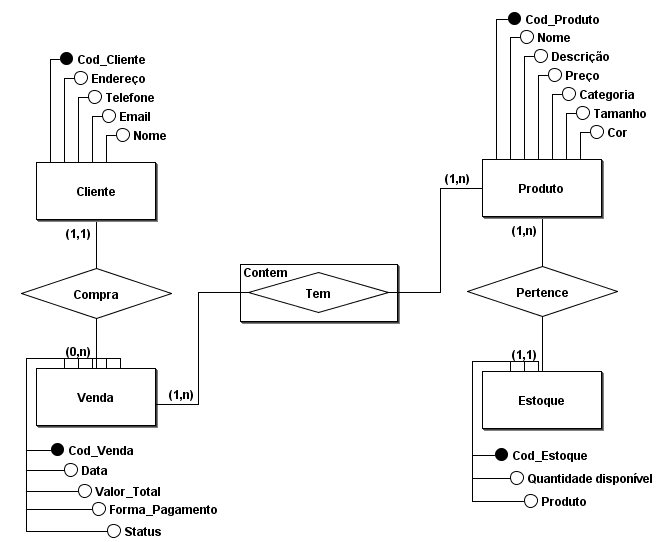 Cod_Cliente
Endereço
Telefone
Email
Nome
Cliente
(1,1)
Compra
(0,n)
Venda
(1,n)
Cod_Venda
Data
Valor_Total
Forma_Pagamento
Status
Contem
Tem
(1,n)
Cod_Produto
Nome
Descrição
Preço
Categoria
Tamanho
Cor
Produto
(1,n)
Pertence
(1,1)
Estoque
Cod_Estoque
Quantidade disponível
Produto